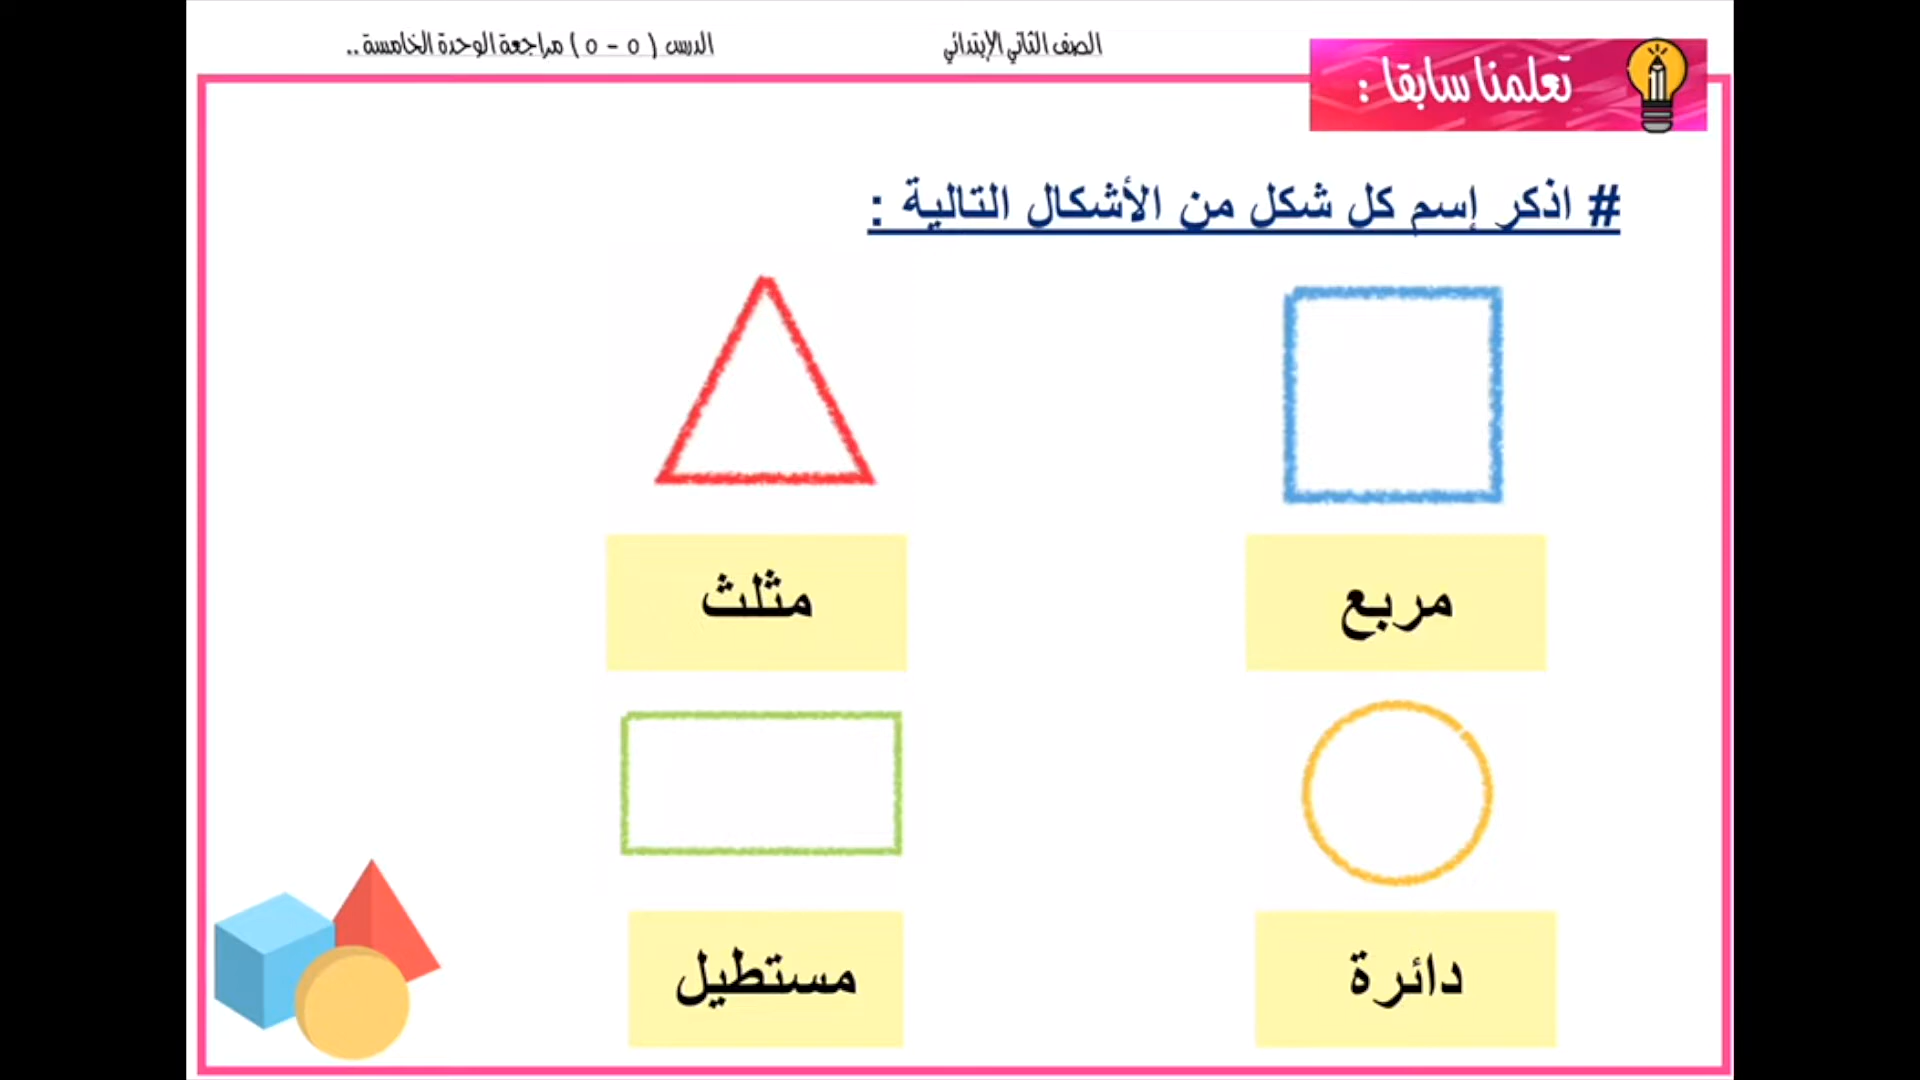 الدرس ( ٥ - ٥ ) مراجعة الوحدة الخامسة ..
الصف الثاني الإبتدائي
تعلمنا سابقا :
# اذكر إسم كل شكل من الأشكال التالية :
مربع
مثلث
دائرة
مستطيل